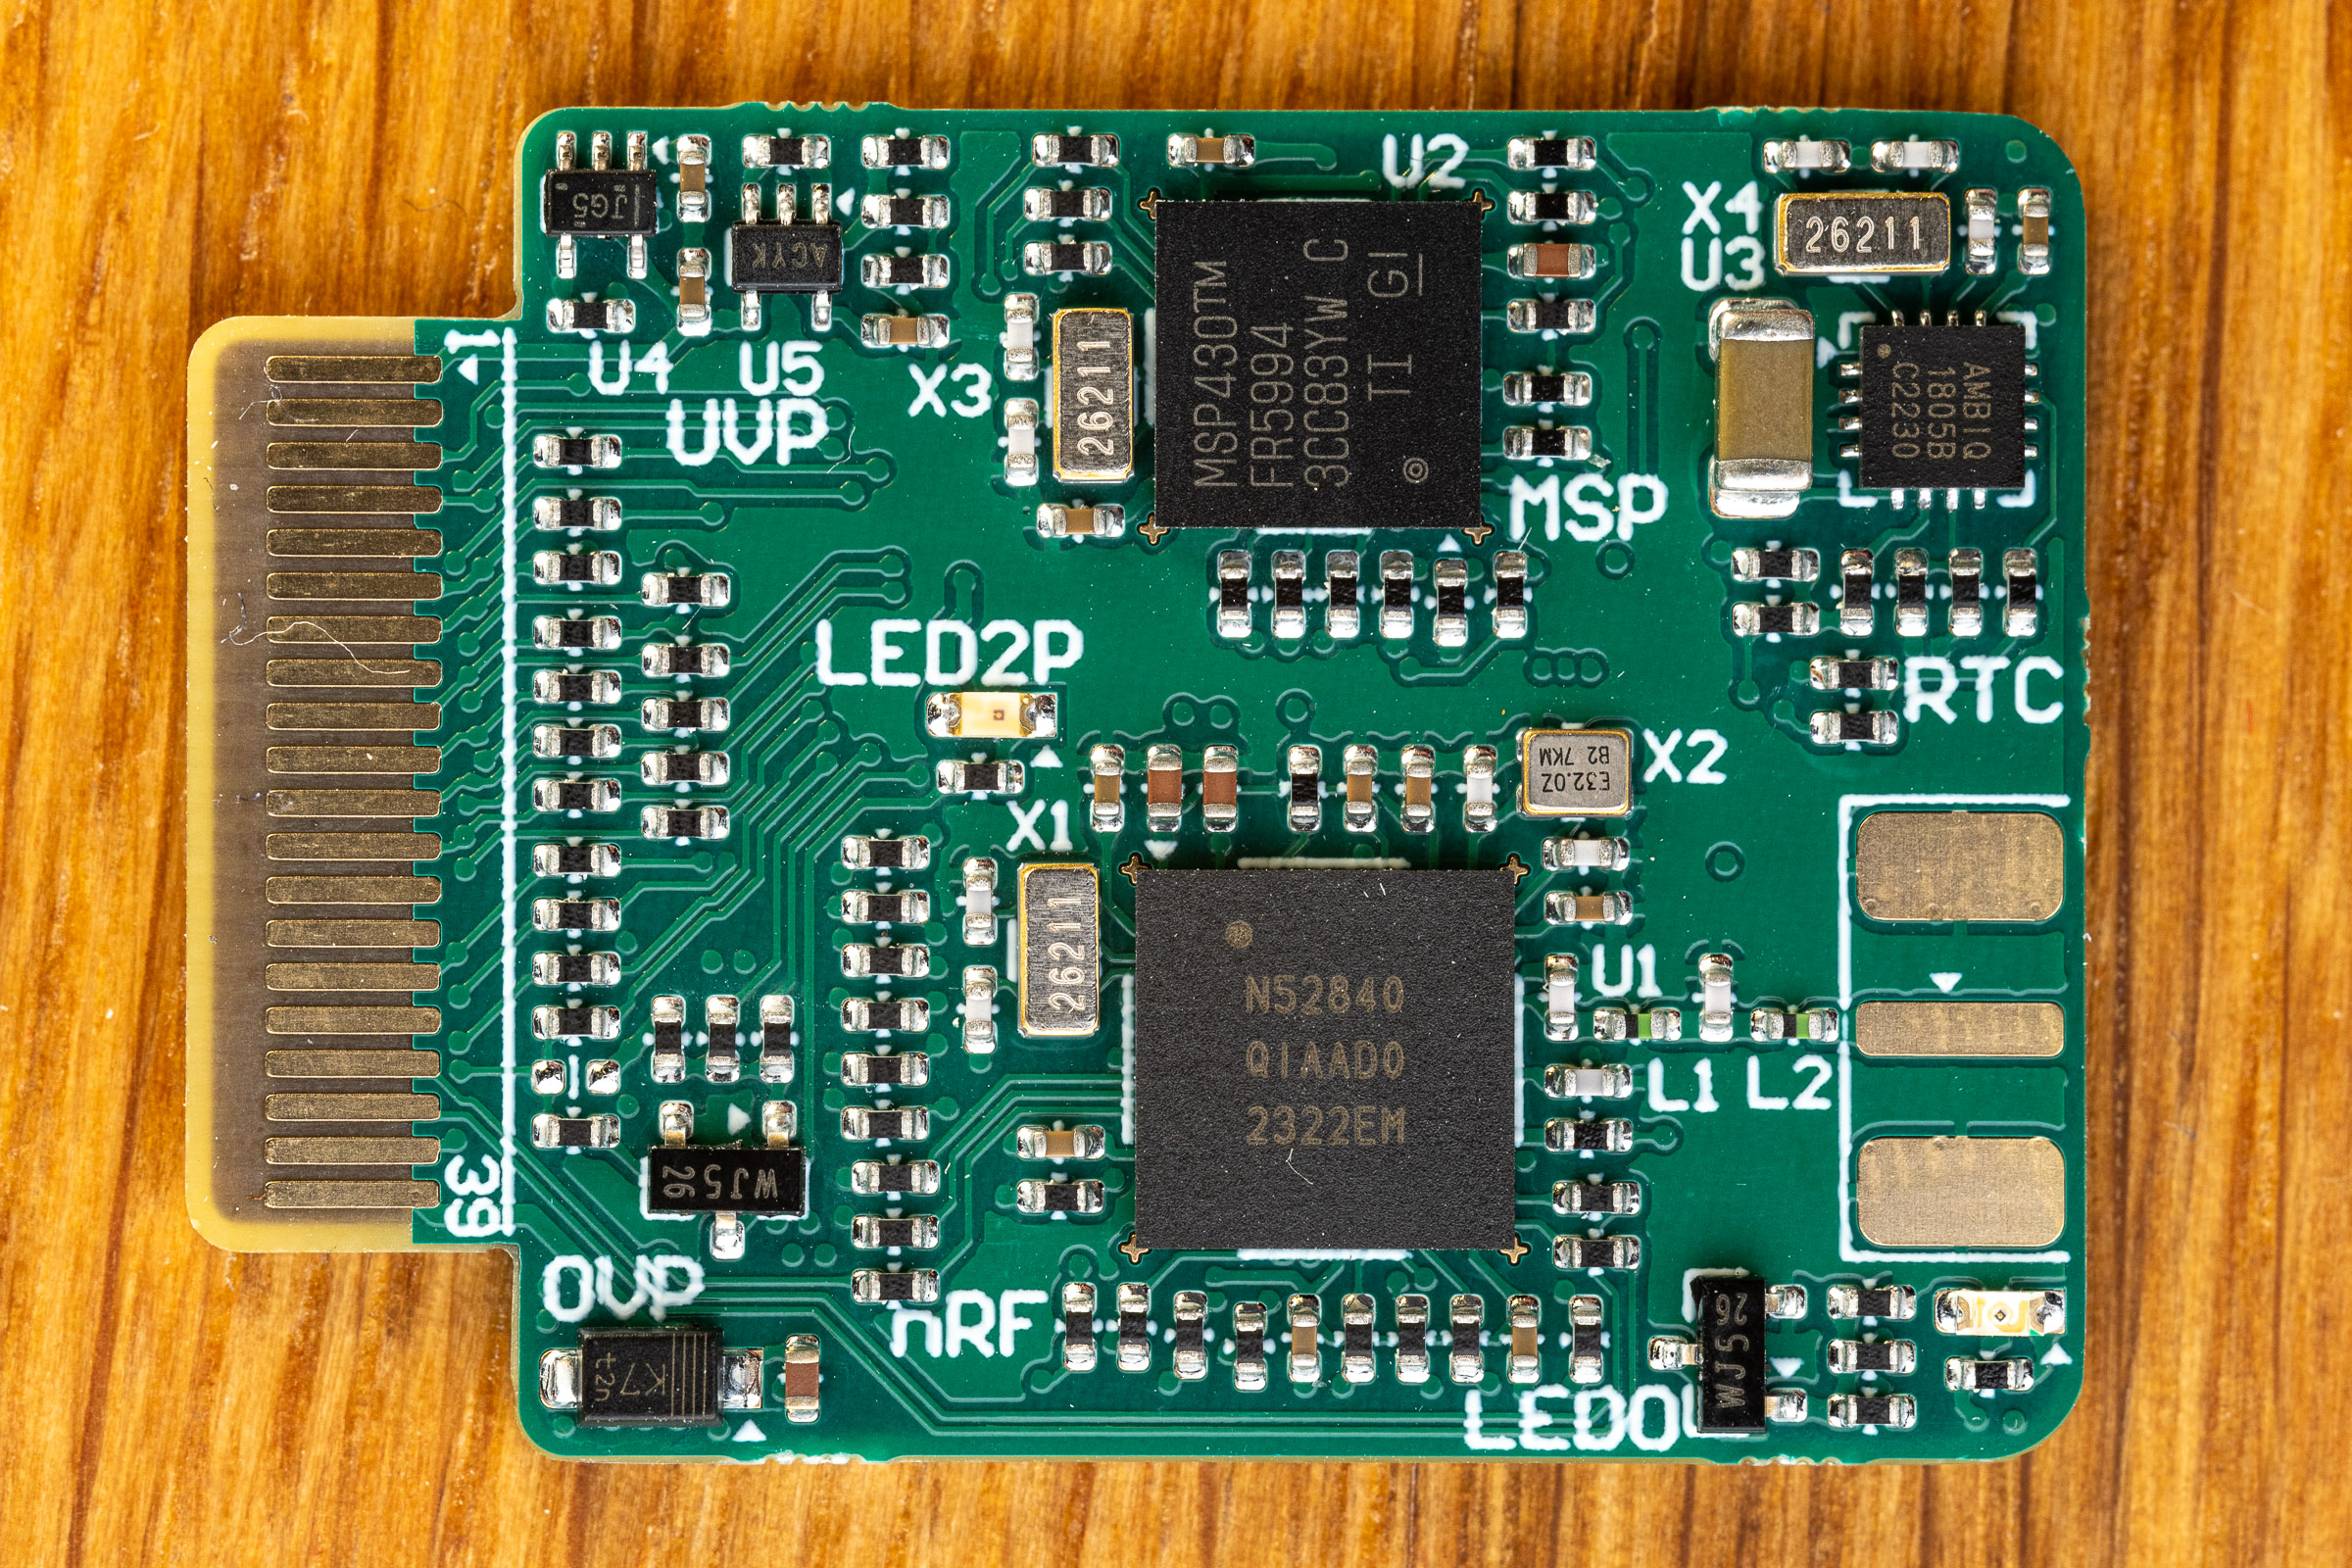 JG5
ACYK
U4
U5
UVP
1
39
X3
26211
U2
MSP430TM
FR5994
3CC83YW C
TI GI
MSP
X4
U3
26211
AMBIQ
1805B
C2230
RTC
LED2P
X1
26211
X2
E32.0Z
B2 7KM
N52840
QIAAD0
2322EM
U1
L1 L2
WJ5
26
OVP
K7
nRF
WJ5
26
LED0